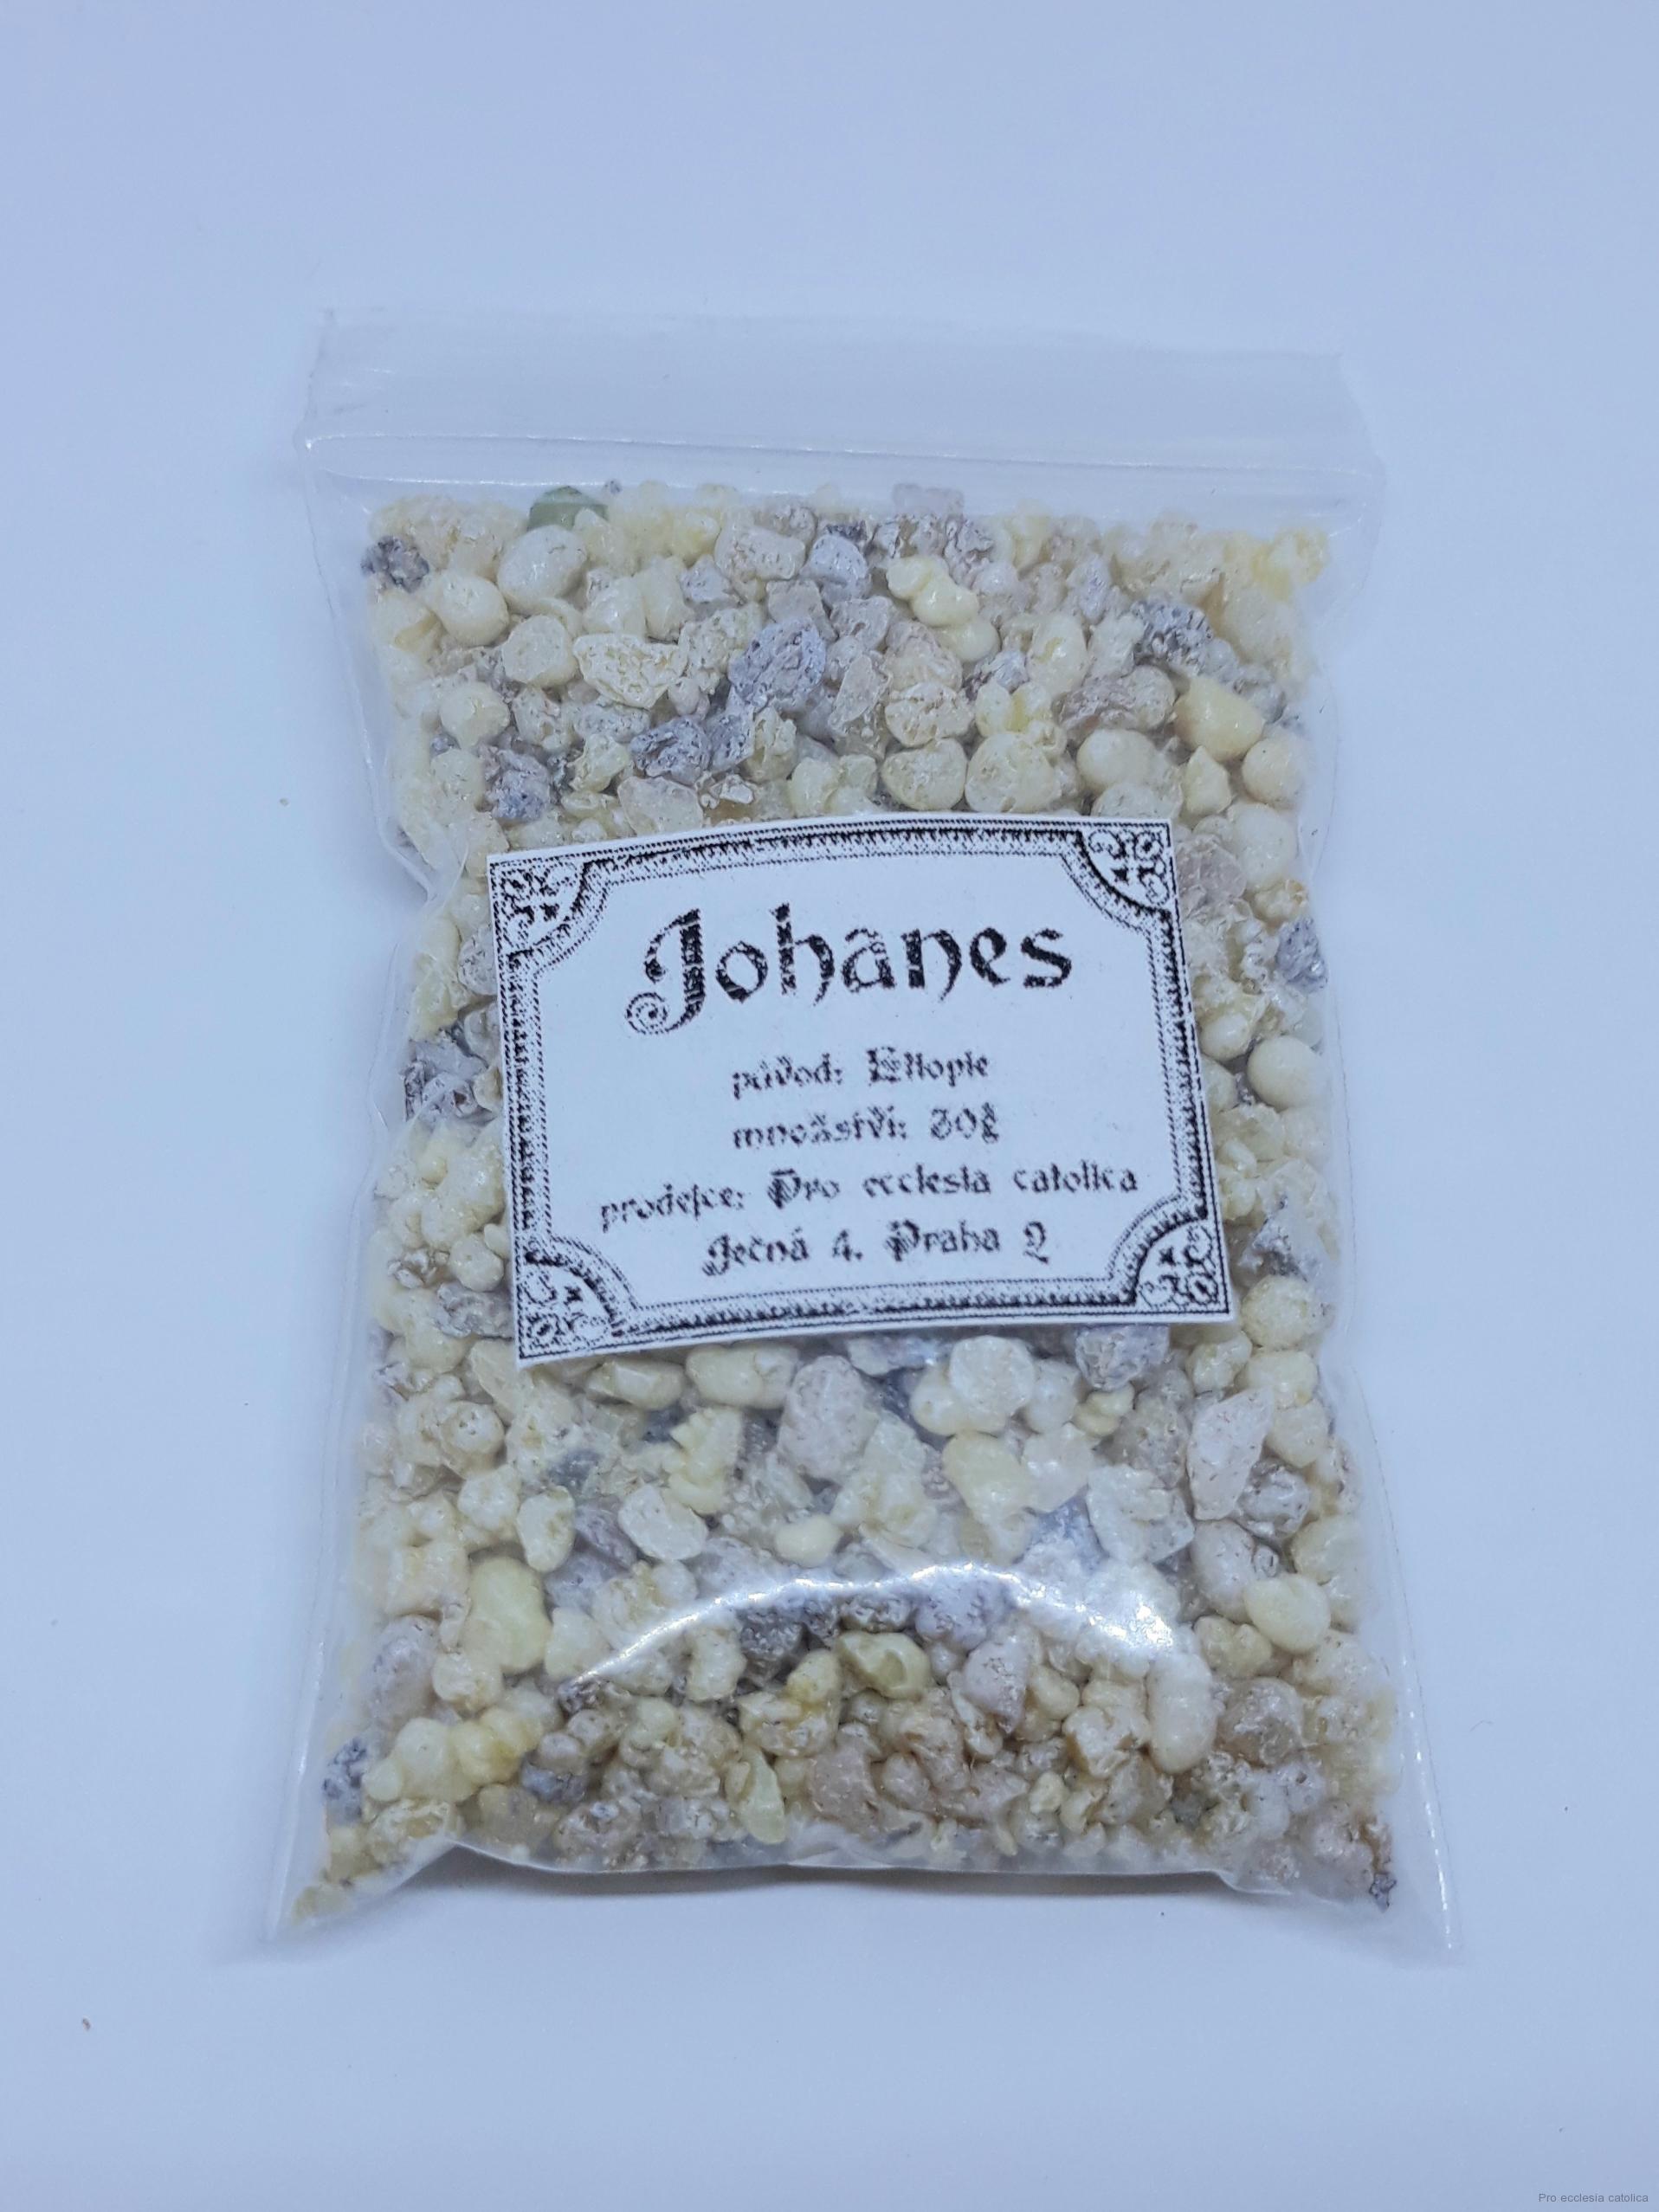 Johanes
původ: Etiopie
množství: 30g
prodejce: Pro ecclesia catolica
Ječná 4, Praha 2
Pro ecclesia catolica